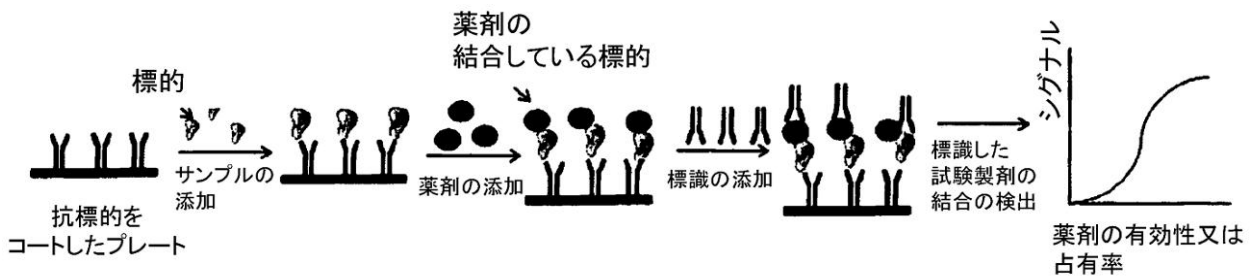 標的
薬剤の
結合している標的
シグナル
サンプルの
添加
薬剤の添加
標識の添加
標識した
試験製剤の
結合の検出
抗標的を
コートしたプレート
薬剤の有効性又は
占有率